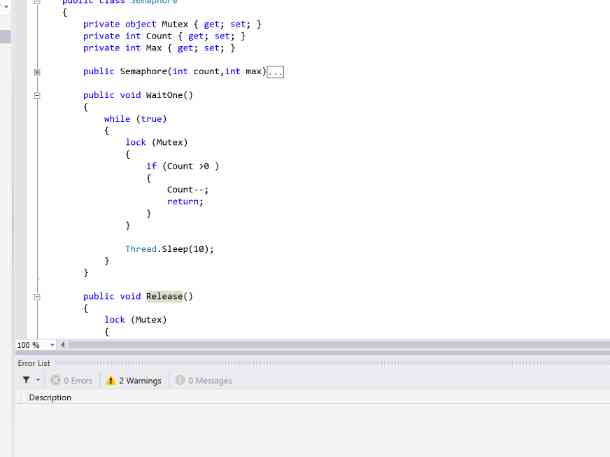 public class Semaphore
{
private object Mutex { get; set; }
private int Count { get; set; }
private int Max { get; set; }
public Semaphore(int count,int max)...
public void WaitOne()
{
while (true)
{
lock (Mutex)
{
if (Count >0 )
{
Count--;
return;
}
}
Thread.Sleep(10);
}
}
public void Release()
{
lock (Mutex)
{
100 %
Error List
0 Errors
2 Warnings
0 Messages
Description